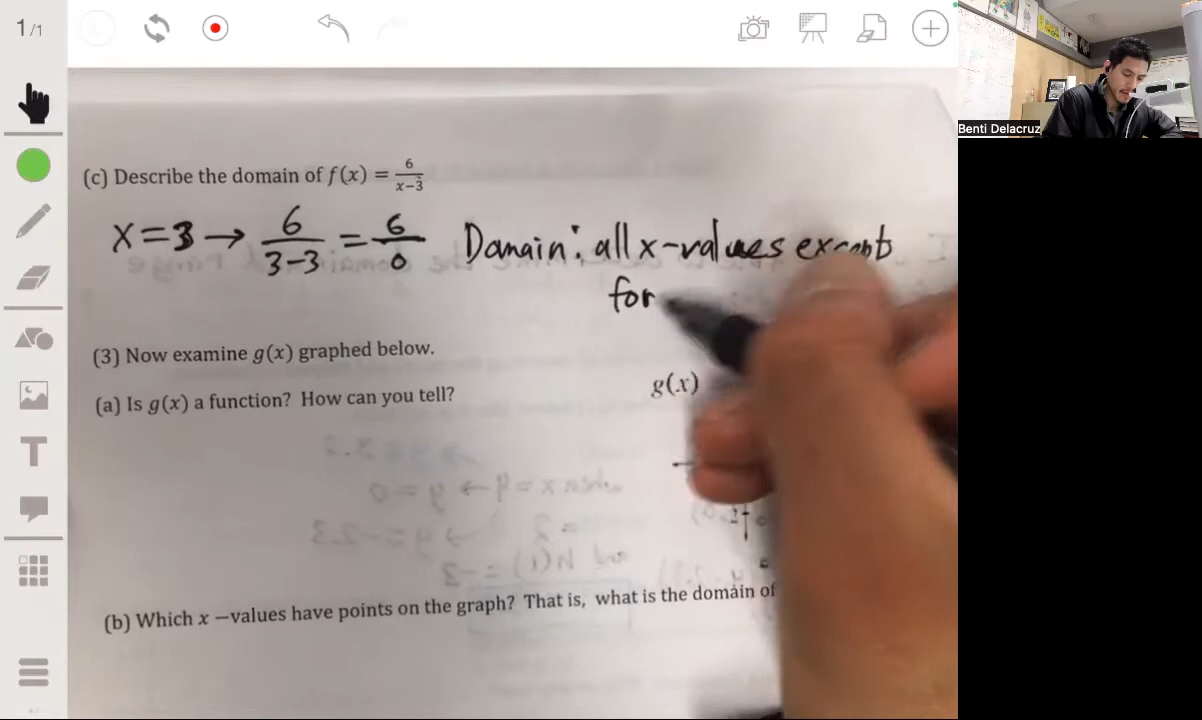 1/1
Benti Delacruz
(c) Describe the domain of f(x) = 6/(x−3)
x=3 → 6/(3−3) = 6/0 Domain: all x-values except
for
(3) Now examine g(x) graphed below.
(a) Is g(x) a function? How can you tell?
g(x)
(b) Which x −values have points on the graph? That is, what is the domain of
T